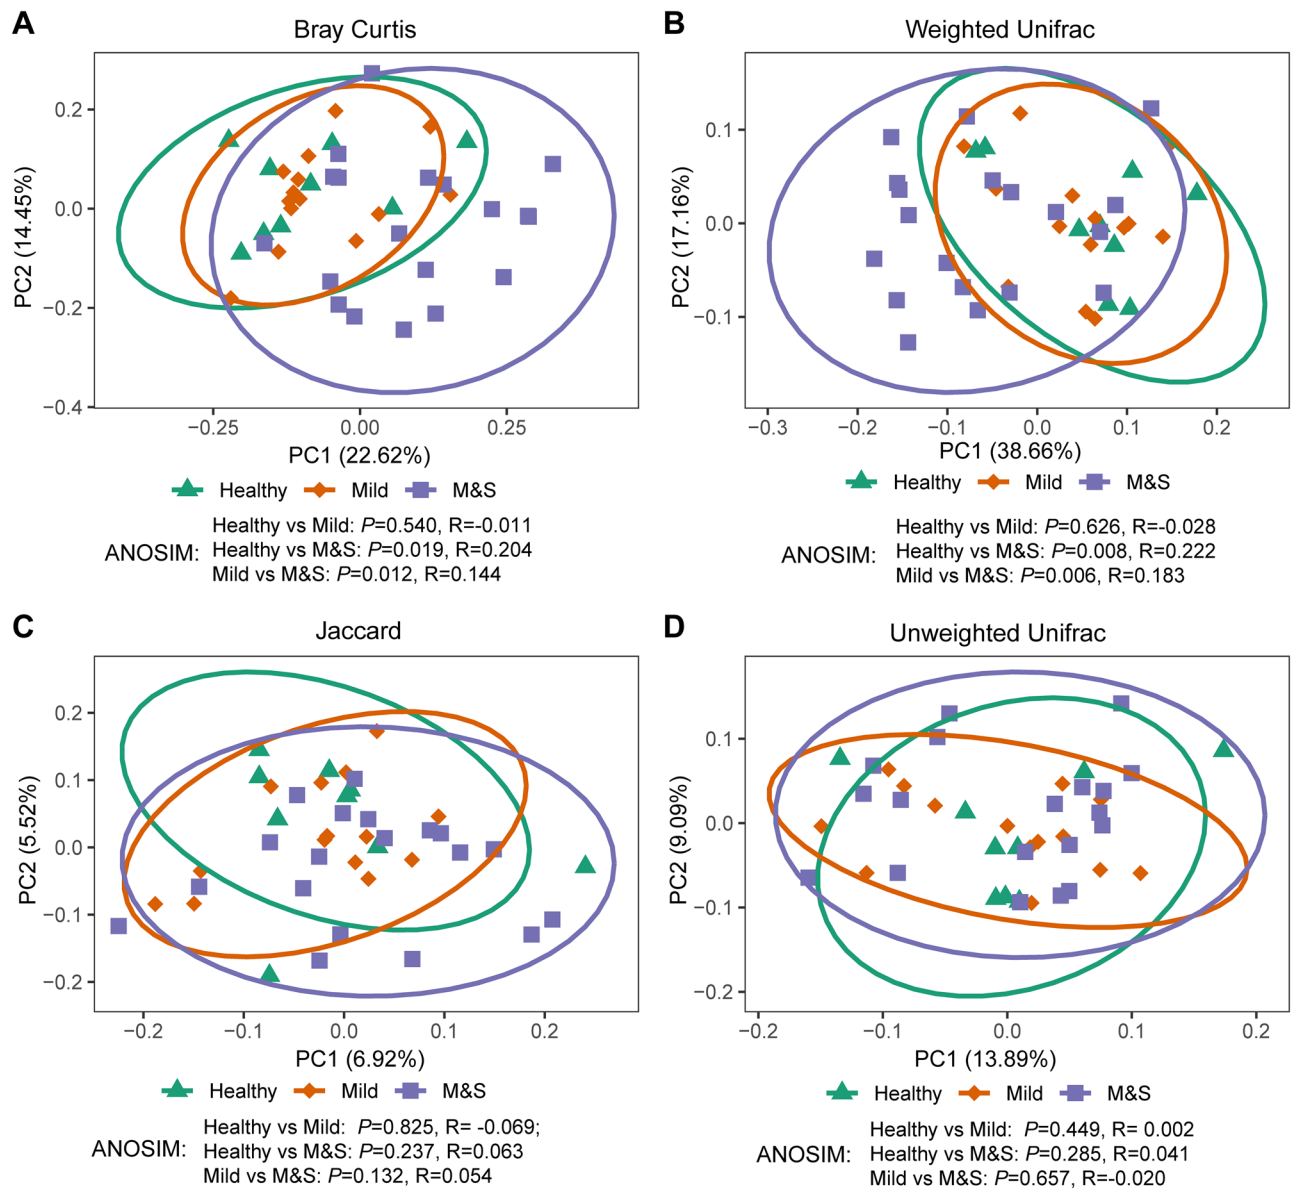 A
Bray Curtis
0.2
0.0
−0.2
−0.4
PC2 (14.45%)
−0.25
0.00
0.25
PC1 (22.62%)
Healthy
Mild
M&S
ANOSIM:
Healthy vs Mild: P=0.540, R=-0.011
Healthy vs M&S: P=0.019, R=0.204
Mild vs M&S: P=0.012, R=0.144
B
Weighted Unifrac
0.1
0.0
−0.1
PC2 (17.16%)
−0.3
−0.2
−0.1
0.0
0.1
0.2
PC1 (38.66%)
Healthy
Mild
M&S
ANOSIM:
Healthy vs Mild: P=0.626, R=-0.028
Healthy vs M&S: P=0.008, R=0.222
Mild vs M&S: P=0.006, R=0.183
C
Jaccard
0.2
0.1
0.0
−0.1
−0.2
PC2 (5.52%)
−0.2
−0.1
0.0
0.1
0.2
PC1 (6.92%)
Healthy
Mild
M&S
ANOSIM:
Healthy vs Mild: P=0.825, R= -0.069;
Healthy vs M&S: P=0.237, R=0.063
Mild vs M&S: P=0.132, R=0.054
D
Unweighted Unifrac
0.1
0.0
−0.1
−0.2
PC2 (9.09%)
−0.2
−0.1
0.0
0.1
0.2
PC1 (13.89%)
Healthy
Mild
M&S
ANOSIM:
Healthy vs Mild: P=0.449, R= 0.002
Healthy vs M&S: P=0.285, R=0.041
Mild vs M&S: P=0.657, R=-0.020